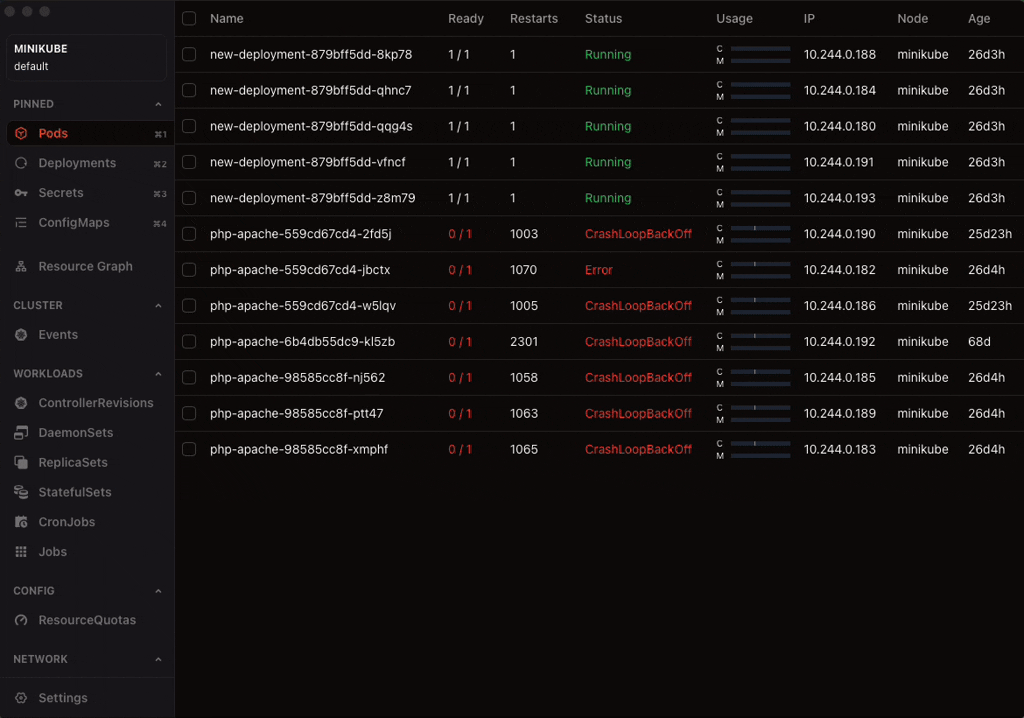 MINIKUBE
default
PINNED
Pods ⌘1
Deployments ⌘2
Secrets ⌘3
ConfigMaps ⌘4
Resource Graph
CLUSTER
Events
WORKLOADS
ControllerRevisions
DaemonSets
ReplicaSets
StatefulSets
CronJobs
Jobs
CONFIG
ResourceQuotas
NETWORK
Settings
Name Ready Restarts Status Usage IP Node Age
new-deployment-879bff5dd-8kp78 1 / 1 1 Running C M 10.244.0.188 minikube 26d3h
new-deployment-879bff5dd-qhnc7 1 / 1 1 Running C M 10.244.0.184 minikube 26d3h
new-deployment-879bff5dd-qqg4s 1 / 1 1 Running C M 10.244.0.180 minikube 26d3h
new-deployment-879bff5dd-vfncf 1 / 1 1 Running C M 10.244.0.191 minikube 26d3h
new-deployment-879bff5dd-z8m79 1 / 1 1 Running C M 10.244.0.193 minikube 26d3h
php-apache-559cd67cd4-2fd5j 0 / 1 1003 CrashLoopBackOff C M 10.244.0.190 minikube 25d23h
php-apache-559cd67cd4-jbctx 0 / 1 1070 Error C M 10.244.0.182 minikube 26d4h
php-apache-559cd67cd4-w5lqv 0 / 1 1005 CrashLoopBackOff C M 10.244.0.186 minikube 25d23h
php-apache-6b4db55dc9-kl5zb 0 / 1 2301 CrashLoopBackOff C M 10.244.0.192 minikube 68d
php-apache-98585cc8f-nj562 0 / 1 1058 CrashLoopBackOff C M 10.244.0.185 minikube 26d4h
php-apache-98585cc8f-ptt47 0 / 1 1063 CrashLoopBackOff C M 10.244.0.189 minikube 26d4h
php-apache-98585cc8f-xmphf 0 / 1 1065 CrashLoopBackOff C M 10.244.0.183 minikube 26d4h